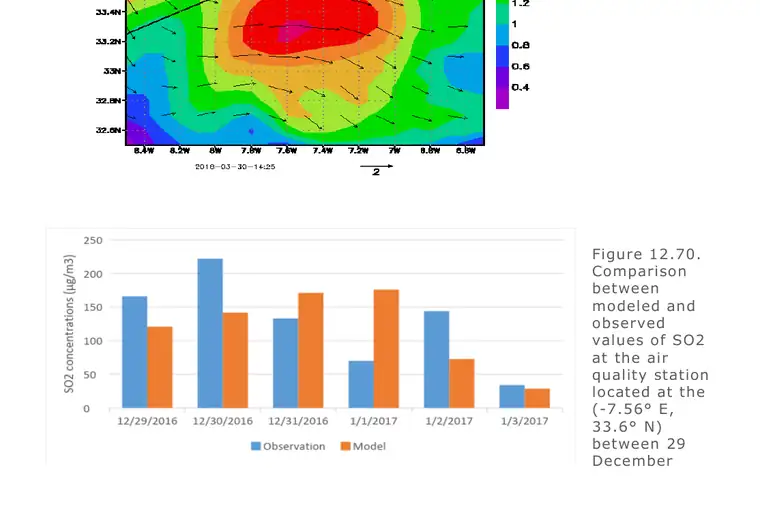 33.4N
1.2
33.2N
1
0.8
33N
0.6
32.8N
0.4
32.6N
8.4W 8.2W 8W 7.8W 7.6W 7.4W 7.2W 7W 6.8W 6.6W
2016-03-30-14:25
.2
250
200
150
100
50
0
SO2 concentrations (µg/m3)
12/29/2016 12/30/2016 12/31/2016 1/1/2017 1/2/2017 1/3/2017
Observation Model
Figure 12.70.
Comparison
between
modeled and
observed
values of SO2
at the air
quality station
located at the
(-7.56° E,
33.6° N)
between 29
December